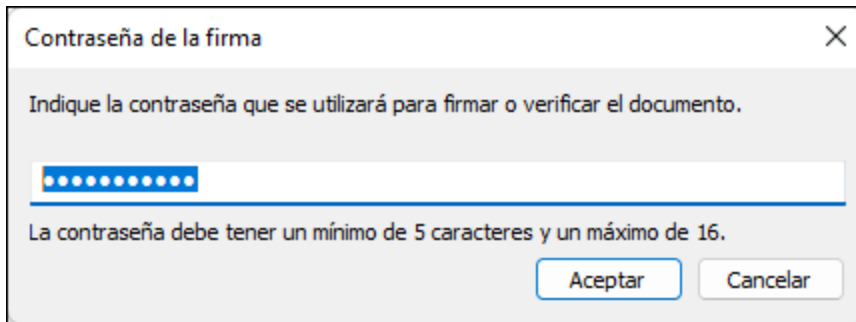 Contraseña de la firma
Indique la contraseña que se utilizará para firmar o verificar el documento.
•••••••••••
La contraseña debe tener un mínimo de 5 caracteres y un máximo de 16.
Aceptar
Cancelar